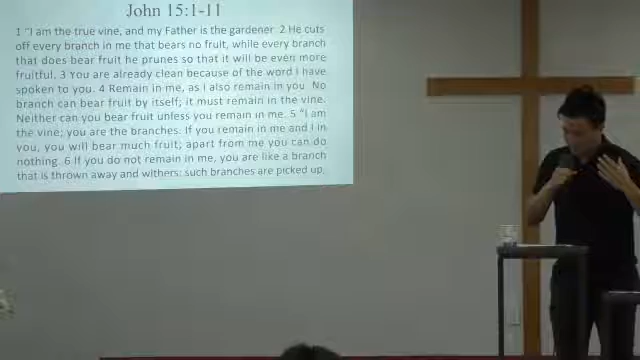 John 15:1-11
1 "I am the true vine, and my Father is the gardener. 2 He cuts
off every branch in me that bears no fruit, while every branch
that does bear fruit he prunes so that it will be even more
fruitful. 3 You are already clean because of the word I have
spoken to you. 4 Remain in me, as I also remain in you. No
branch can bear fruit by itself; it must remain in the vine.
Neither can you bear fruit unless you remain in me. 5 "I am
the vine; you are the branches. If you remain in me and I in
you, you will bear much fruit; apart from me you can do
nothing. 6 If you do not remain in me, you are like a branch
that is thrown away and withers; such branches are picked up,